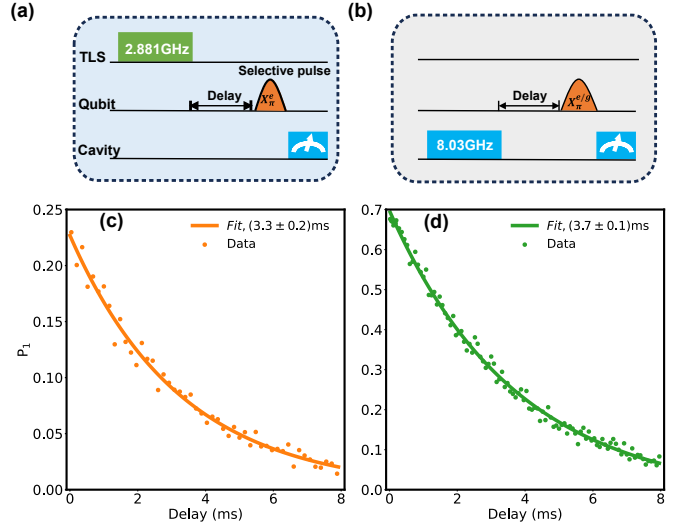 (a)
TLS
2.881GHz
Selective pulse
Qubit
Delay
X_π^e
Cavity
(b)
Delay
X_π^{e/g}
8.03GHz
(c)
Fit, (3.3 ± 0.2)ms
Data
P₁
0.25
0.20
0.15
0.10
0.05
0.00
0
2
4
6
8
Delay (ms)
(d)
Fit, (3.7 ± 0.1)ms
Data
0.7
0.6
0.5
0.4
0.3
0.2
0.1
0.0
0
2
4
6
8
Delay (ms)